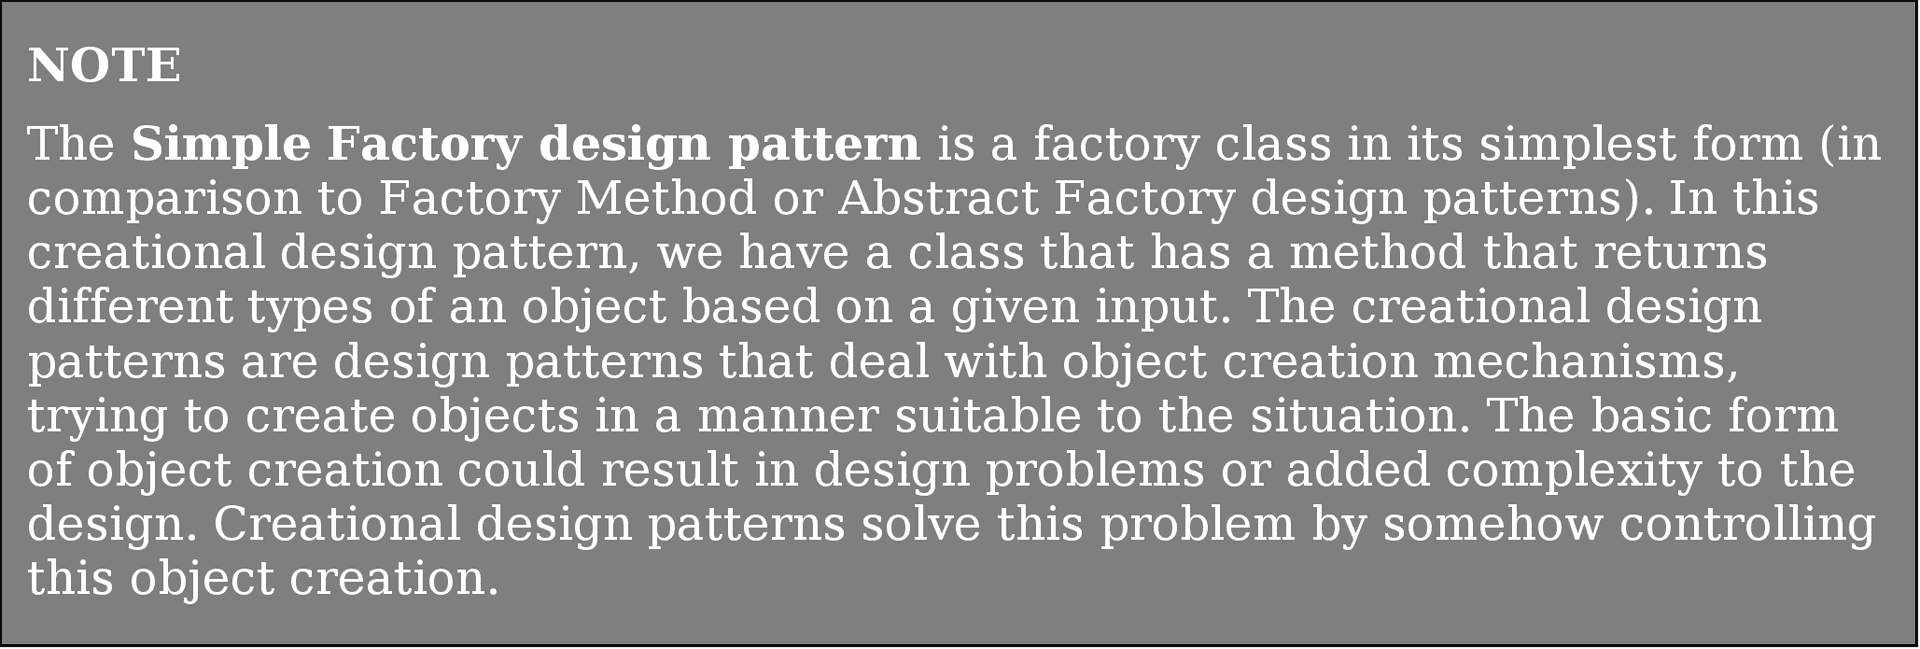 NOTE
The Simple Factory design pattern is a factory class in its simplest form (in
comparison to Factory Method or Abstract Factory design patterns). In this
creational design pattern, we have a class that has a method that returns
different types of an object based on a given input. The creational design
patterns are design patterns that deal with object creation mechanisms,
trying to create objects in a manner suitable to the situation. The basic form
of object creation could result in design problems or added complexity to the
design. Creational design patterns solve this problem by somehow controlling
this object creation.